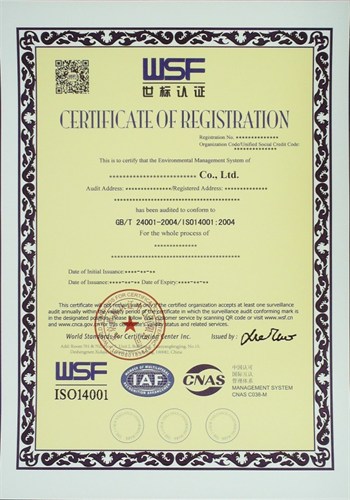 WSF
世标认证
CERTIFICATE OF REGISTRATION
Registration No. ***************
Organization Code/Unified Social Credit Code:
***************
This is to certify that the Environmental Management System of
************************** Co., Ltd.
Audit Address: ***************/Registered Address: **************
******************************************
has been audited to conform to
GB/T 24001-2004/ISO14001:2004
For the whole process of
**************
******************************************
Date of Initial Issuance:****-**-**
Date of Issuance:****-**-** Date of Expiry:****-**-**
This certificate will not remain valid only if the certified organization accepts at least one surveillance
audit annually within the validity period of the certificate in which the surveillance audit conforming mark is
in the designated position. Please follow visit customer service by scanning QR code or visit www.wsf.cn
and www.cnca.gov.cn for this certificate's validity status and related services.
World Standards For Certification Center Inc.
Issued by :
China
WSF
ISO14001
IAF
CNAS
中国认可
国际互认
管理体系
MANAGEMENT SYSTEM
CNAS C038-M